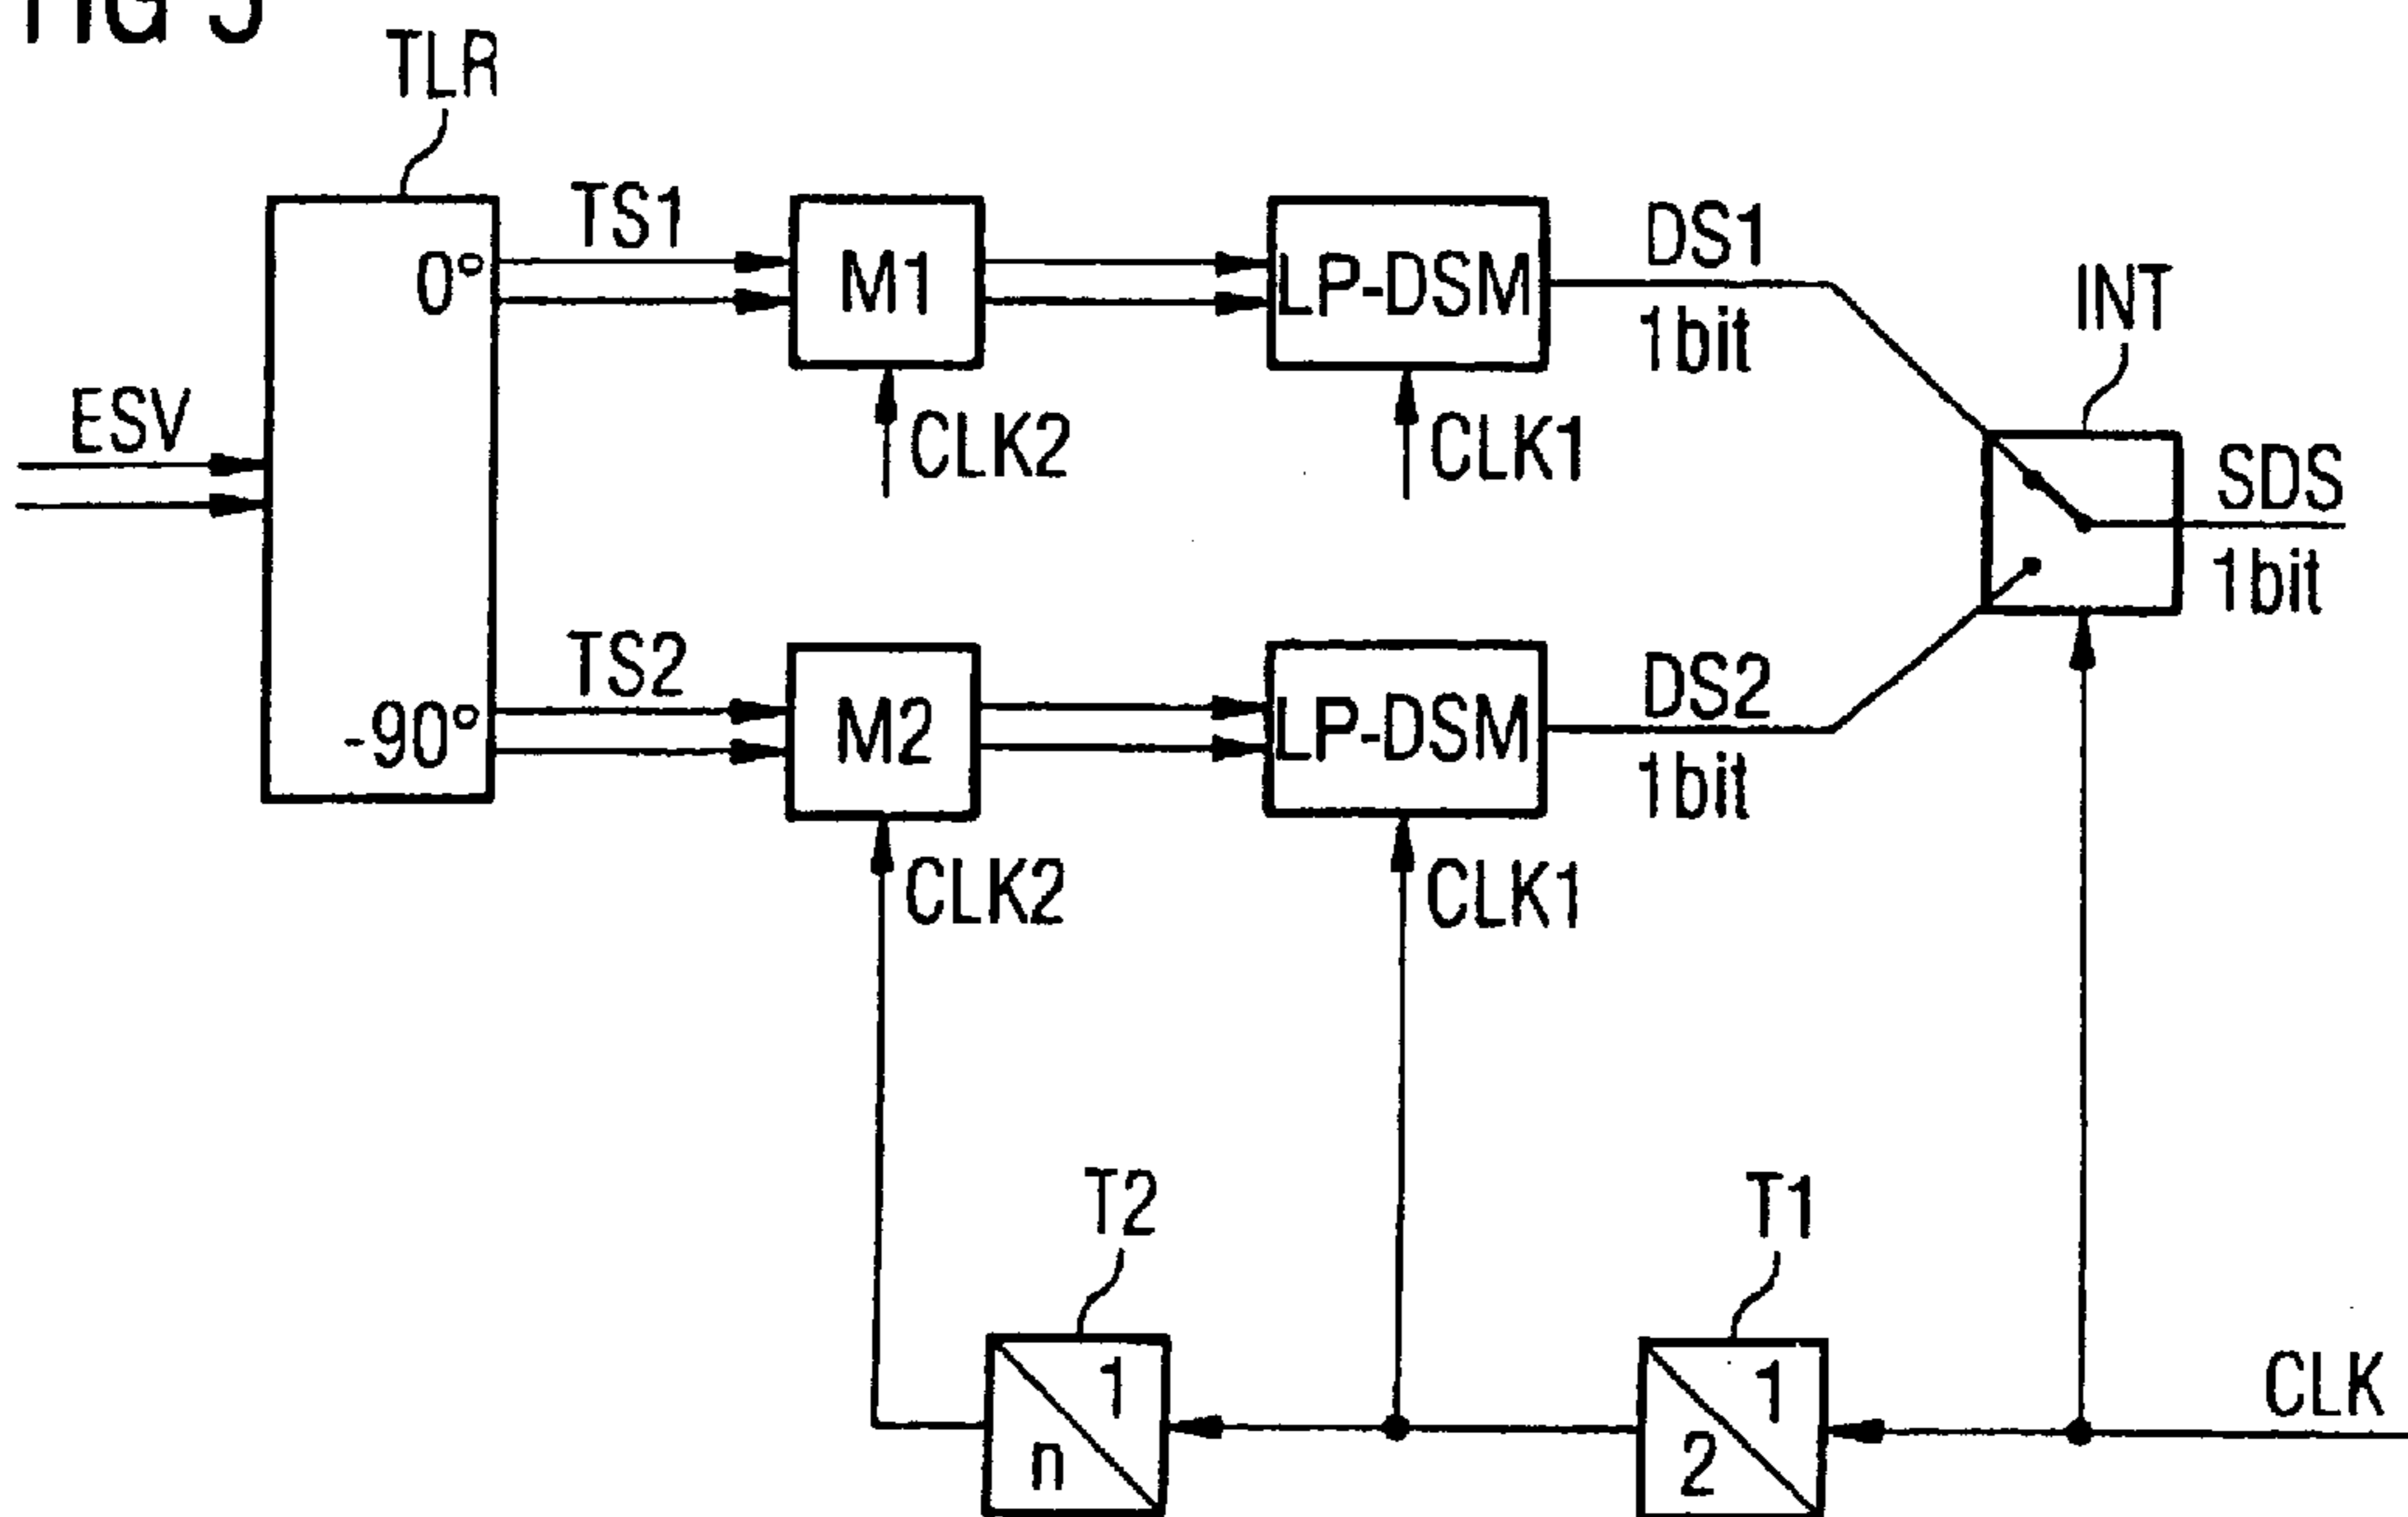 FIG 5
TLR
TS1
0°
M1
LP-DSM
DS1
1bit
INT
ESV
CLK2
CLK1
SDS
1bit
TS2
-90°
M2
LP-DSM
DS2
1bit
CLK2
CLK1
T2
T1
1
n
1
2
CLK